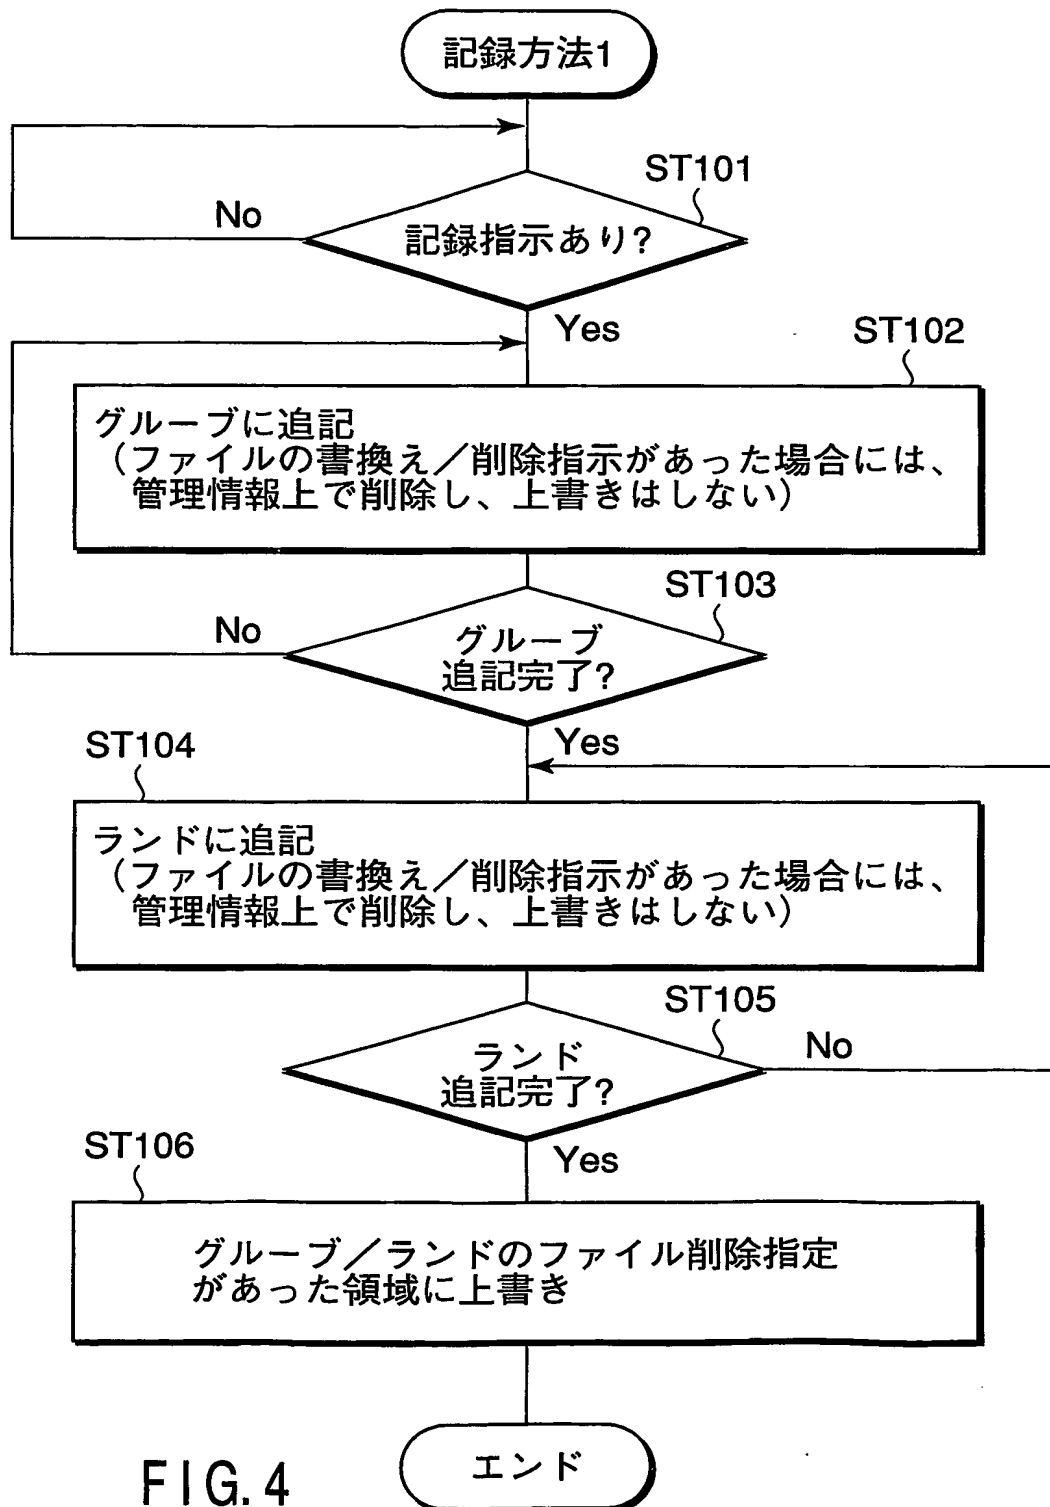 記録方法1
ST101
No
記録指示あり?
Yes
ST102
グルーブに追記
（ファイルの書換え／削除指示があった場合には、
管理情報上で削除し、上書きはしない）
ST103
No
グルーブ
追記完了?
Yes
ST104
ランドに追記
（ファイルの書換え／削除指示があった場合には、
管理情報上で削除し、上書きはしない）
ST105
No
ランド
追記完了?
Yes
ST106
グルーブ／ランドのファイル削除指定
があった領域に上書き
エンド
FIG. 4